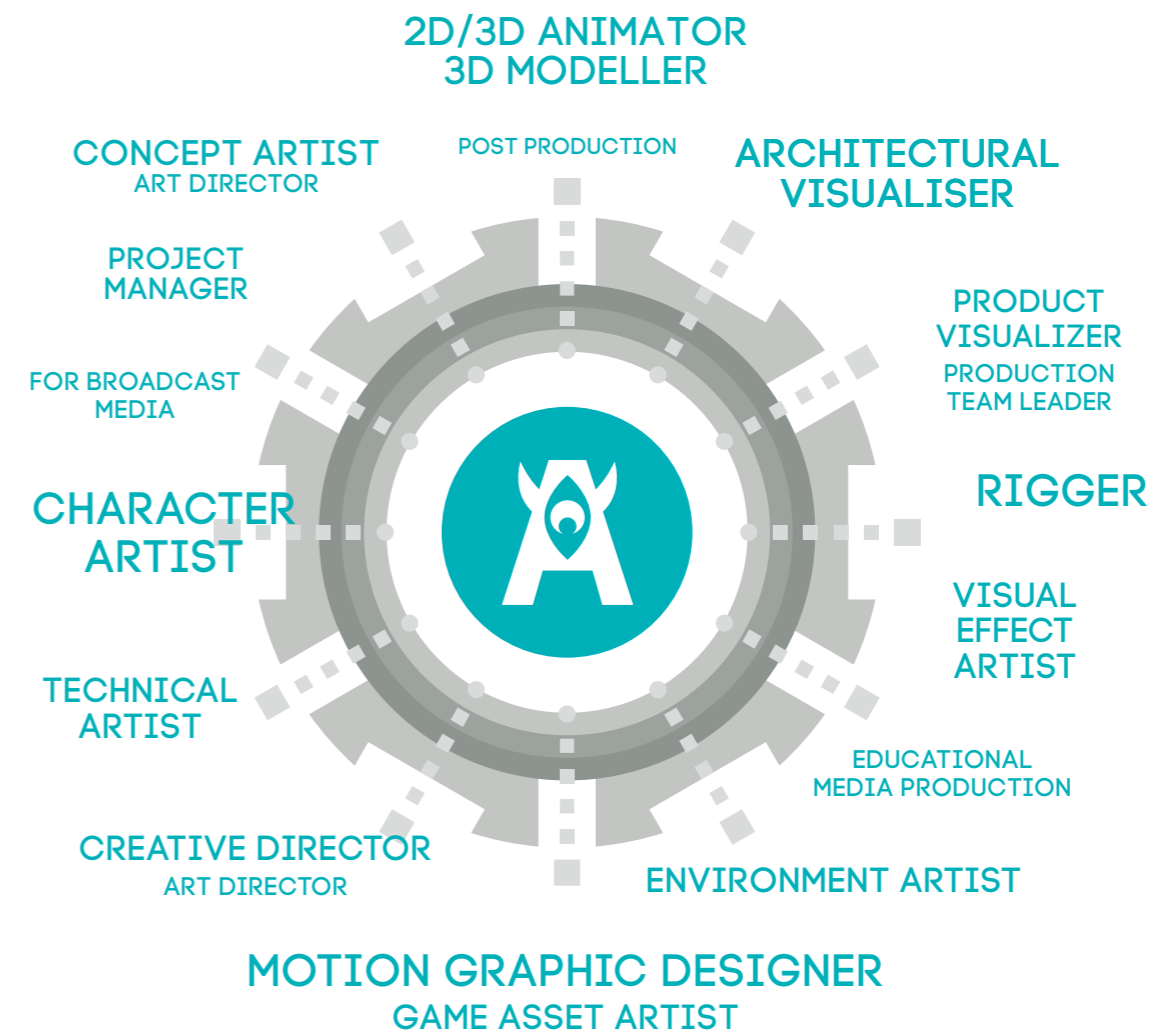 2D/3D ANIMATOR
3D MODELLER
POST PRODUCTION
CONCEPT ARTIST
ART DIRECTOR
ARCHITECTURAL
VISUALISER
PROJECT
MANAGER
PRODUCT
VISUALIZER
PRODUCTION
TEAM LEADER
FOR BROADCAST
MEDIA
RIGGER
CHARACTER
ARTIST
VISUAL
EFFECT
ARTIST
TECHNICAL
ARTIST
EDUCATIONAL
MEDIA PRODUCTION
CREATIVE DIRECTOR
ART DIRECTOR
ENVIRONMENT ARTIST
MOTION GRAPHIC DESIGNER
GAME ASSET ARTIST